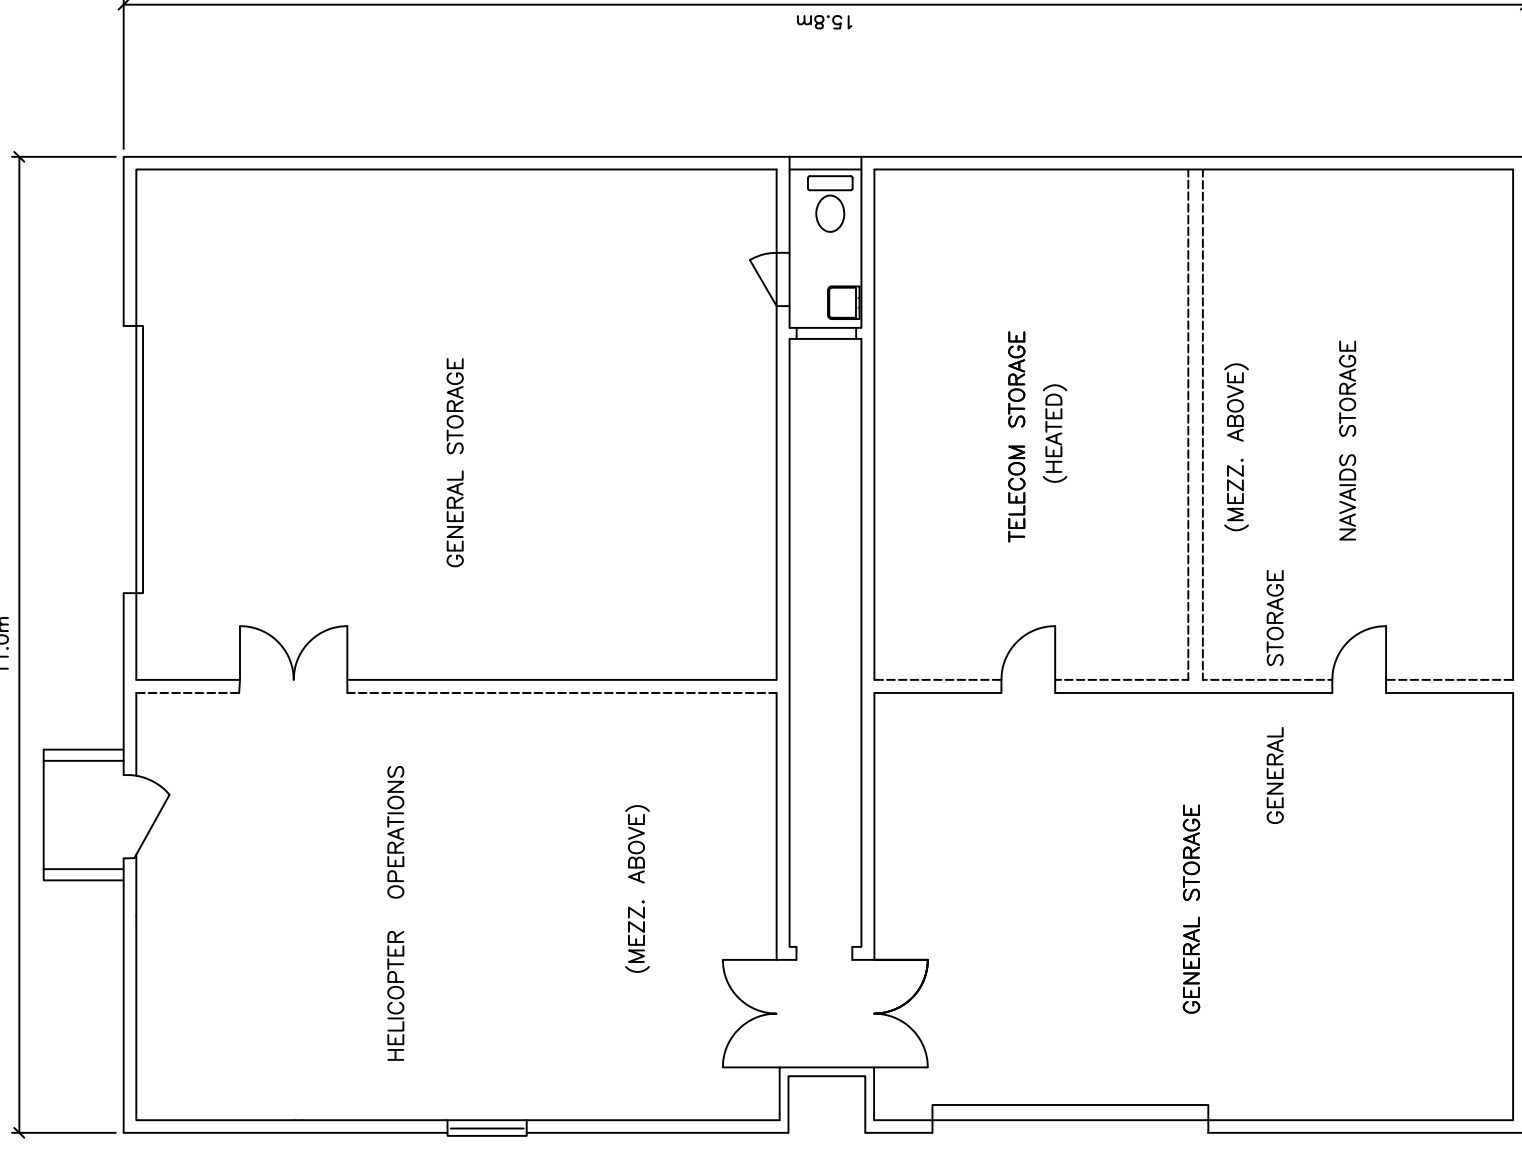 15.8m
11.0m
GENERAL STORAGE
HELICOPTER OPERATIONS
(MEZZ. ABOVE)
TELECOM STORAGE
(HEATED)
(MEZZ. ABOVE)
NAVAIDS STORAGE
GENERAL STORAGE
GENERAL STORAGE